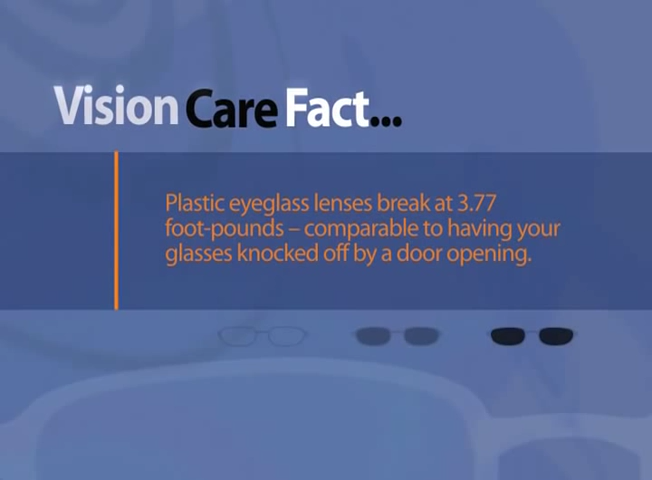 Vision Care Fact...
Plastic eyeglass lenses break at 3.77
foot-pounds – comparable to having your
glasses knocked off by a door opening.